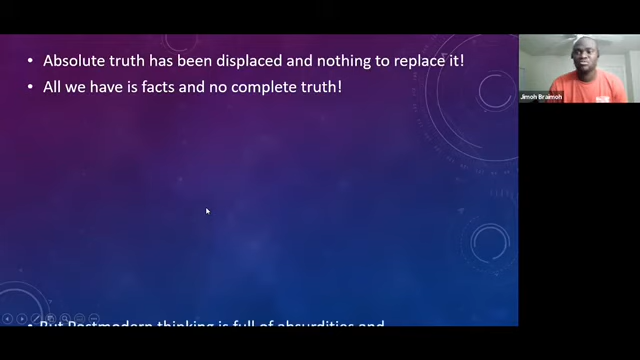 • Absolute truth has been displaced and nothing to replace it!
• All we have is facts and no complete truth!
• But Postmodern thinking is full of absurdities and
Jimoh Braimoh